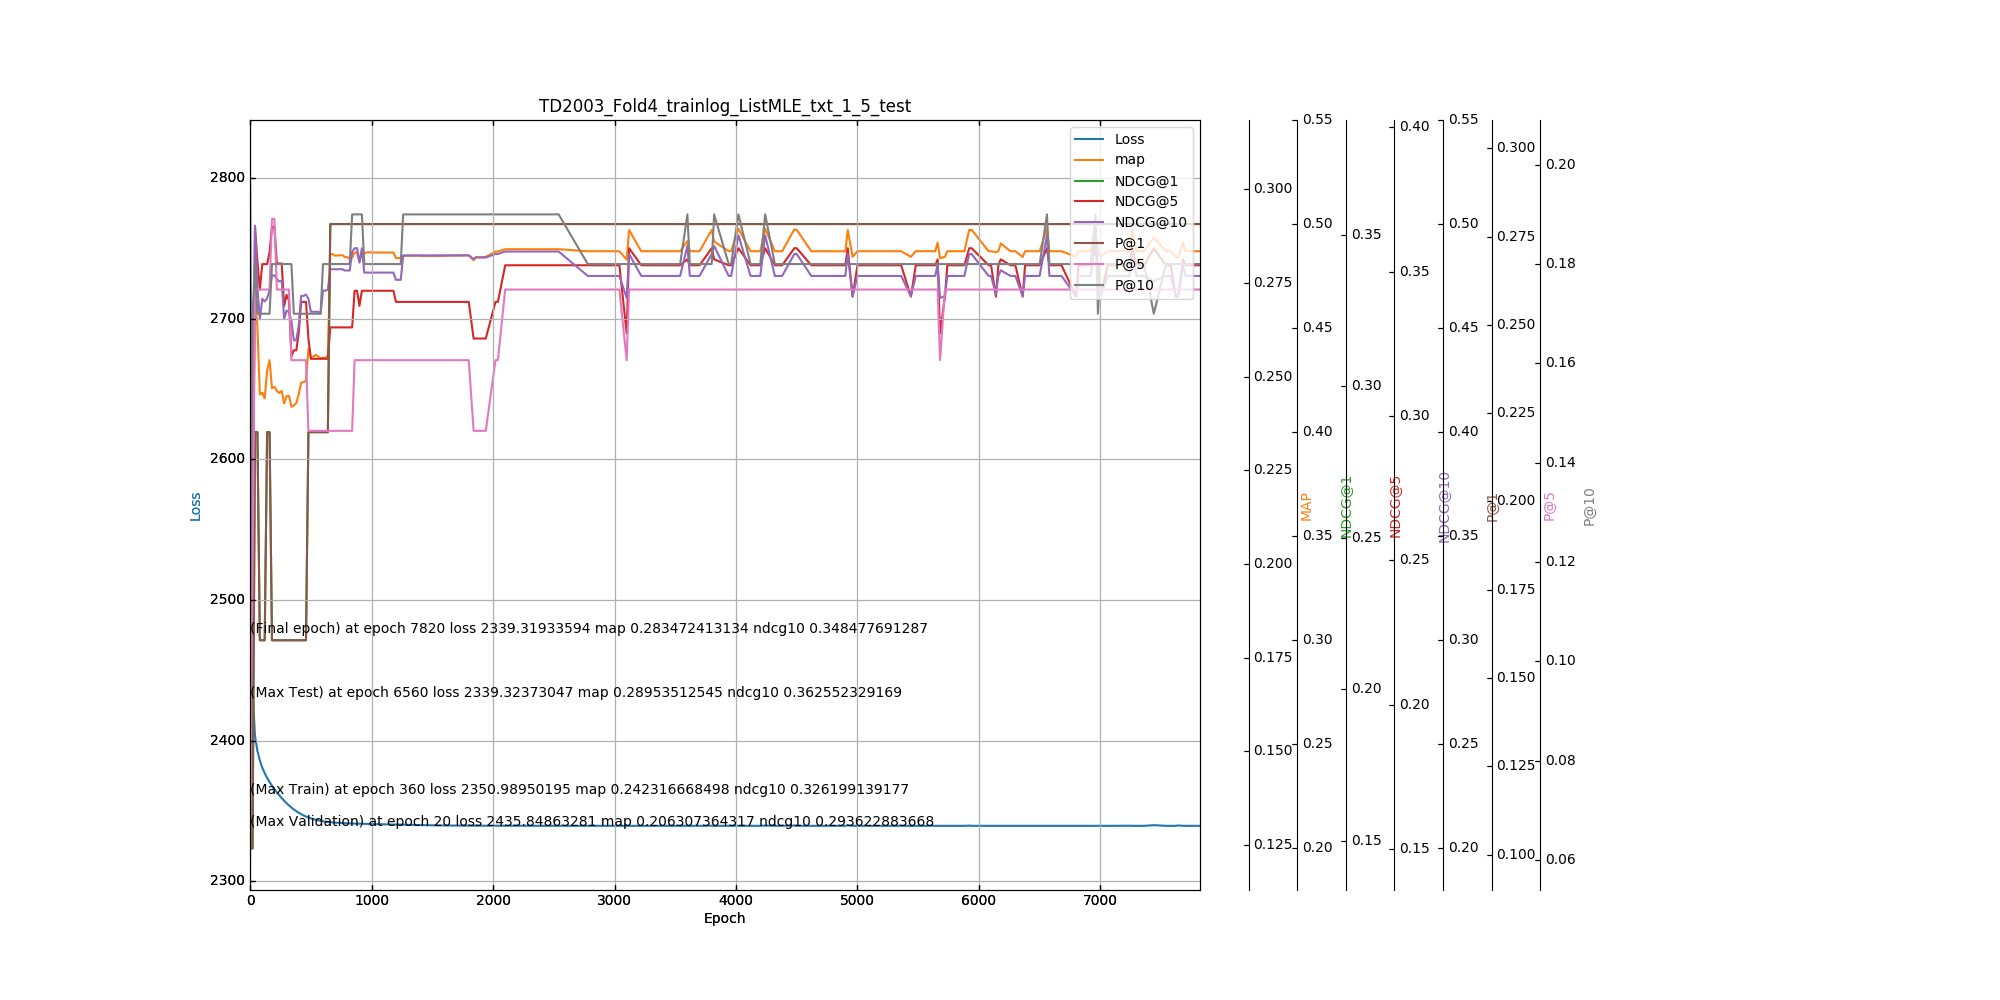 TD2003_Fold4_trainlog_ListMLE_txt_1_5_test
Loss
map
NDCG@1
NDCG@5
NDCG@10
P@1
P@5
P@10
2800
2700
2600
2500
2400
2300
Loss
(Final epoch) at epoch 7820 loss 2339.31933594 map 0.283472413134 ndcg10 0.348477691287
(Max Test) at epoch 6560 loss 2339.32373047 map 0.28953512545 ndcg10 0.362552329169
(Max Train) at epoch 360 loss 2350.98950195 map 0.242316668498 ndcg10 0.326199139177
(Max Validation) at epoch 20 loss 2435.84863281 map 0.206307364317 ndcg10 0.293622883668
0 1000 2000 3000 4000 5000 6000 7000
Epoch
0.300
0.275
0.250
0.225
0.200
0.175
0.150
0.125
MAP
0.55
0.50
0.45
0.40
0.35
0.30
0.25
0.20
NDCG@1
0.40
0.35
0.30
0.25
0.20
0.15
NDCG@5
0.35
0.30
0.25
0.20
0.15
NDCG@10
0.55
0.50
0.45
0.40
0.35
0.30
0.25
0.20
P@1
0.300
0.275
0.250
0.225
0.200
0.175
0.150
0.125
0.100
P@5
0.20
0.18
0.16
0.14
0.12
0.10
0.08
0.06
P@10